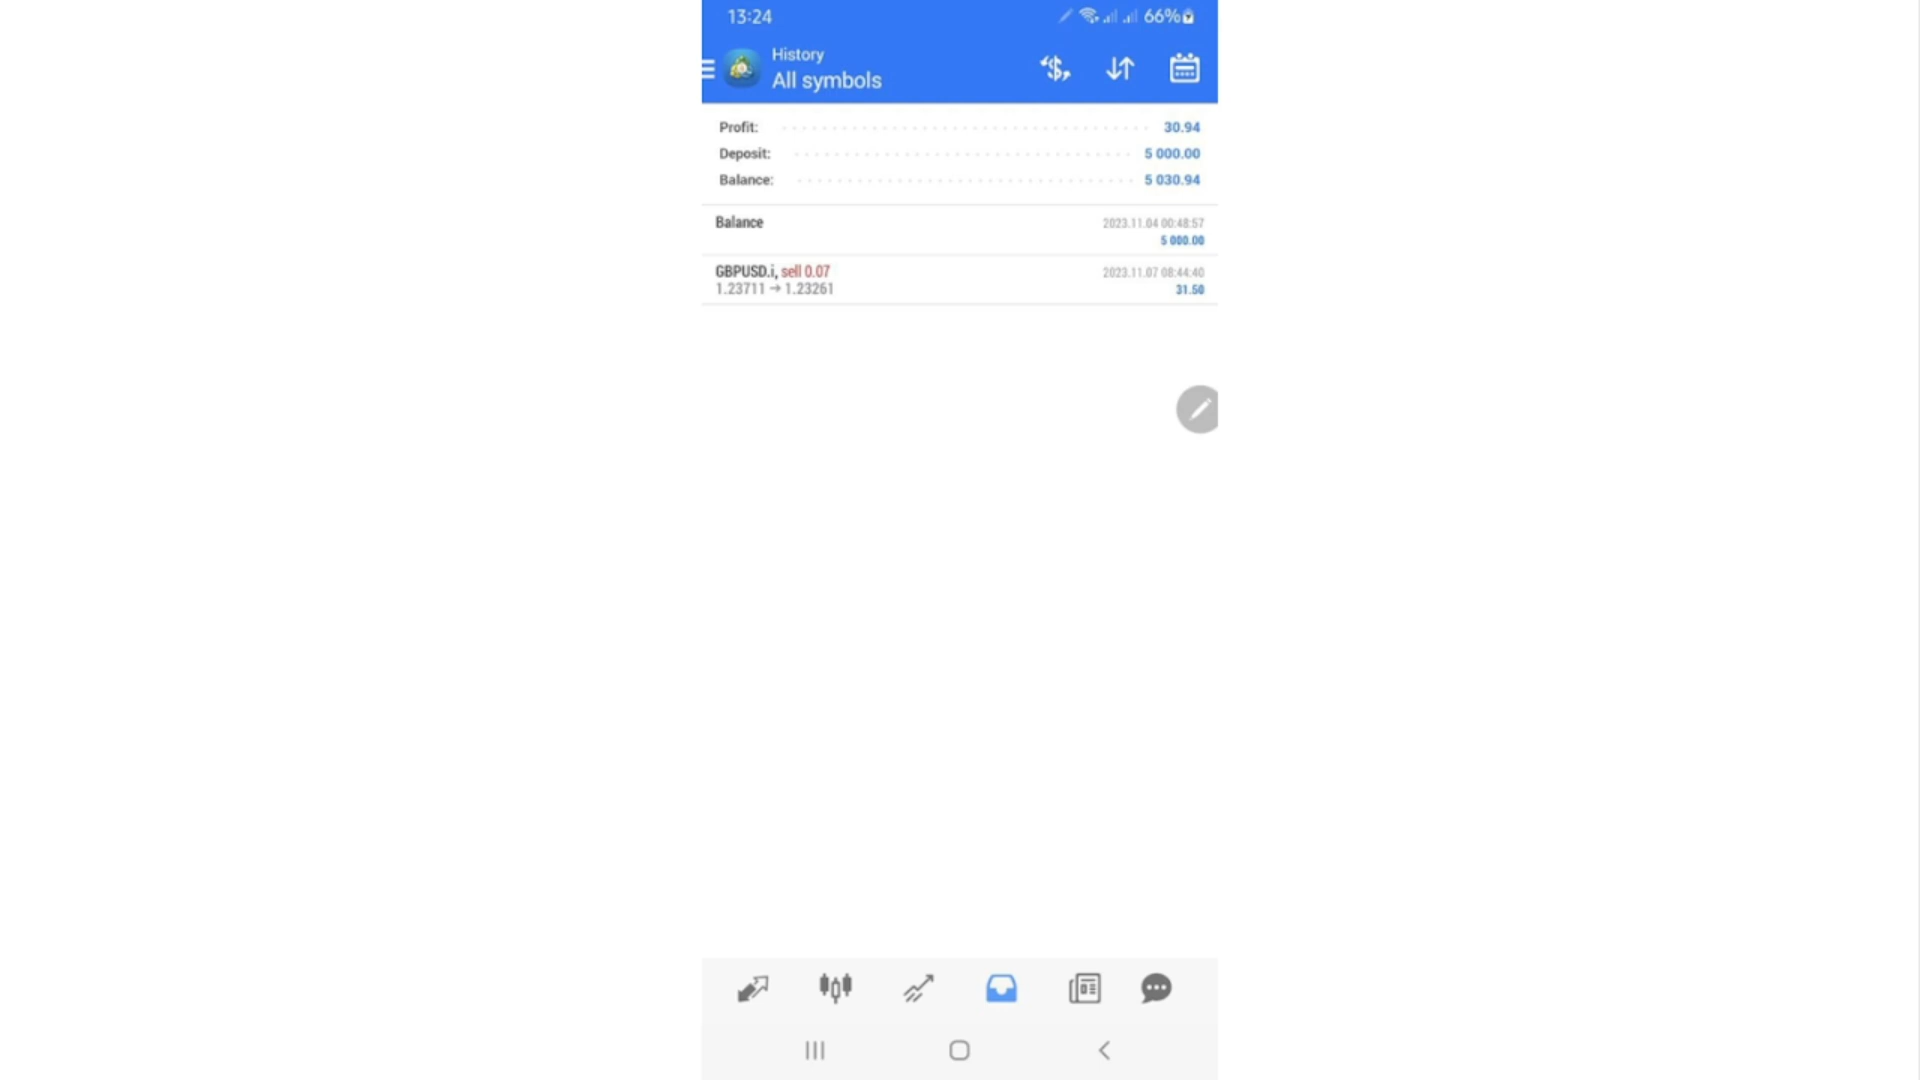 13:24
66%
History
All symbols
Profit: 30.94
Deposit: 5 000.00
Balance: 5 030.94
Balance 2023.11.04 00:48:57
5 000.00
GBPUSD.i, sell 0.07 2023.11.07 08:44:40
1.23711 → 1.23261 31.50